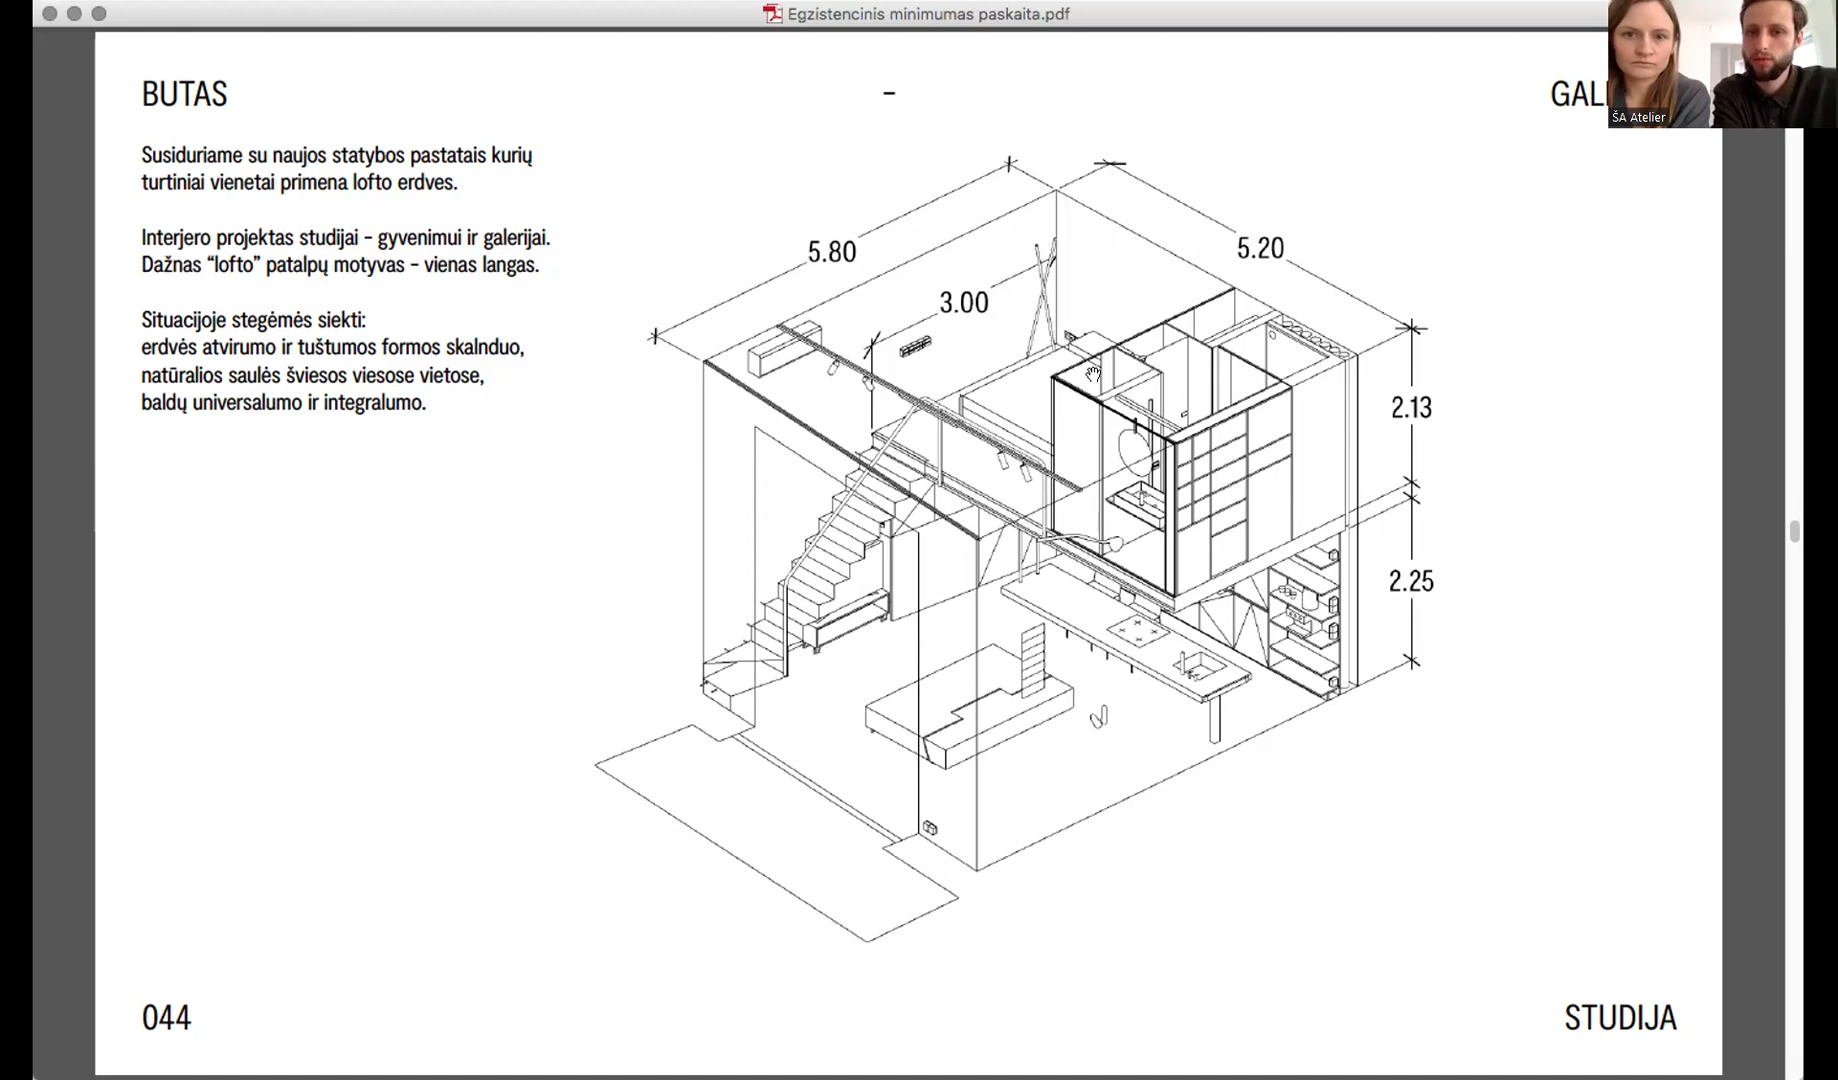 Egzistencinis minimumas paskaita.pdf
ŠA Atelier
BUTAS
–
Susiduriame su naujos statybos pastatais kurių
turtiniai vienetai primena lofto erdves.
Interjero projektas studijai – gyvenimui ir galerijai.
Dažnas “lofto” patalpų motyvas – vienas langas.
Situacijoje stegėmės siekti:
erdvės atvirumo ir tuštumos formos skalnduo,
natūralios saulės šviesos viesose vietose,
baldų universalumo ir integralumo.
5.80
5.20
3.00
2.13
2.25
044
STUDIJA